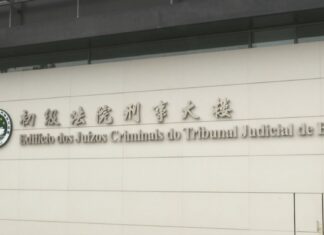 初級法院刑事大樓
Edifício dos Juízos Criminais do Tribunal Judicial de